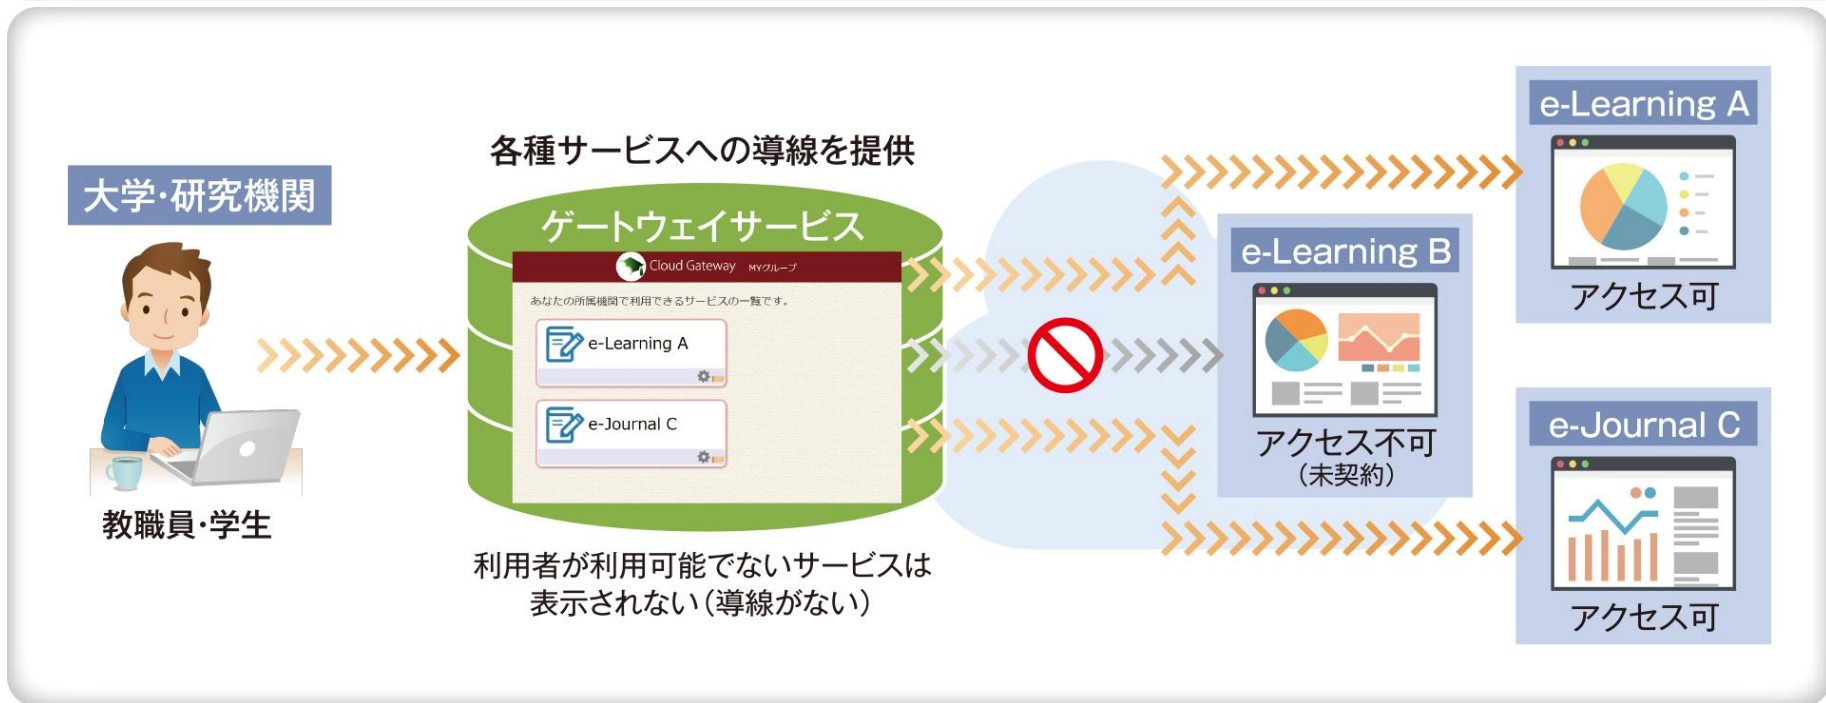 大学・研究機関
教職員・学生
各種サービスへの導線を提供
ゲートウェイサービス
Cloud Gateway MYグループ
あなたの所属機関で利用できるサービスの一覧です。
e-Learning A
e-Journal C
利用者が利用可能でないサービスは
表示されない（導線がない）
e-Learning A
アクセス可
e-Learning B
アクセス不可
（未契約）
e-Journal C
アクセス可